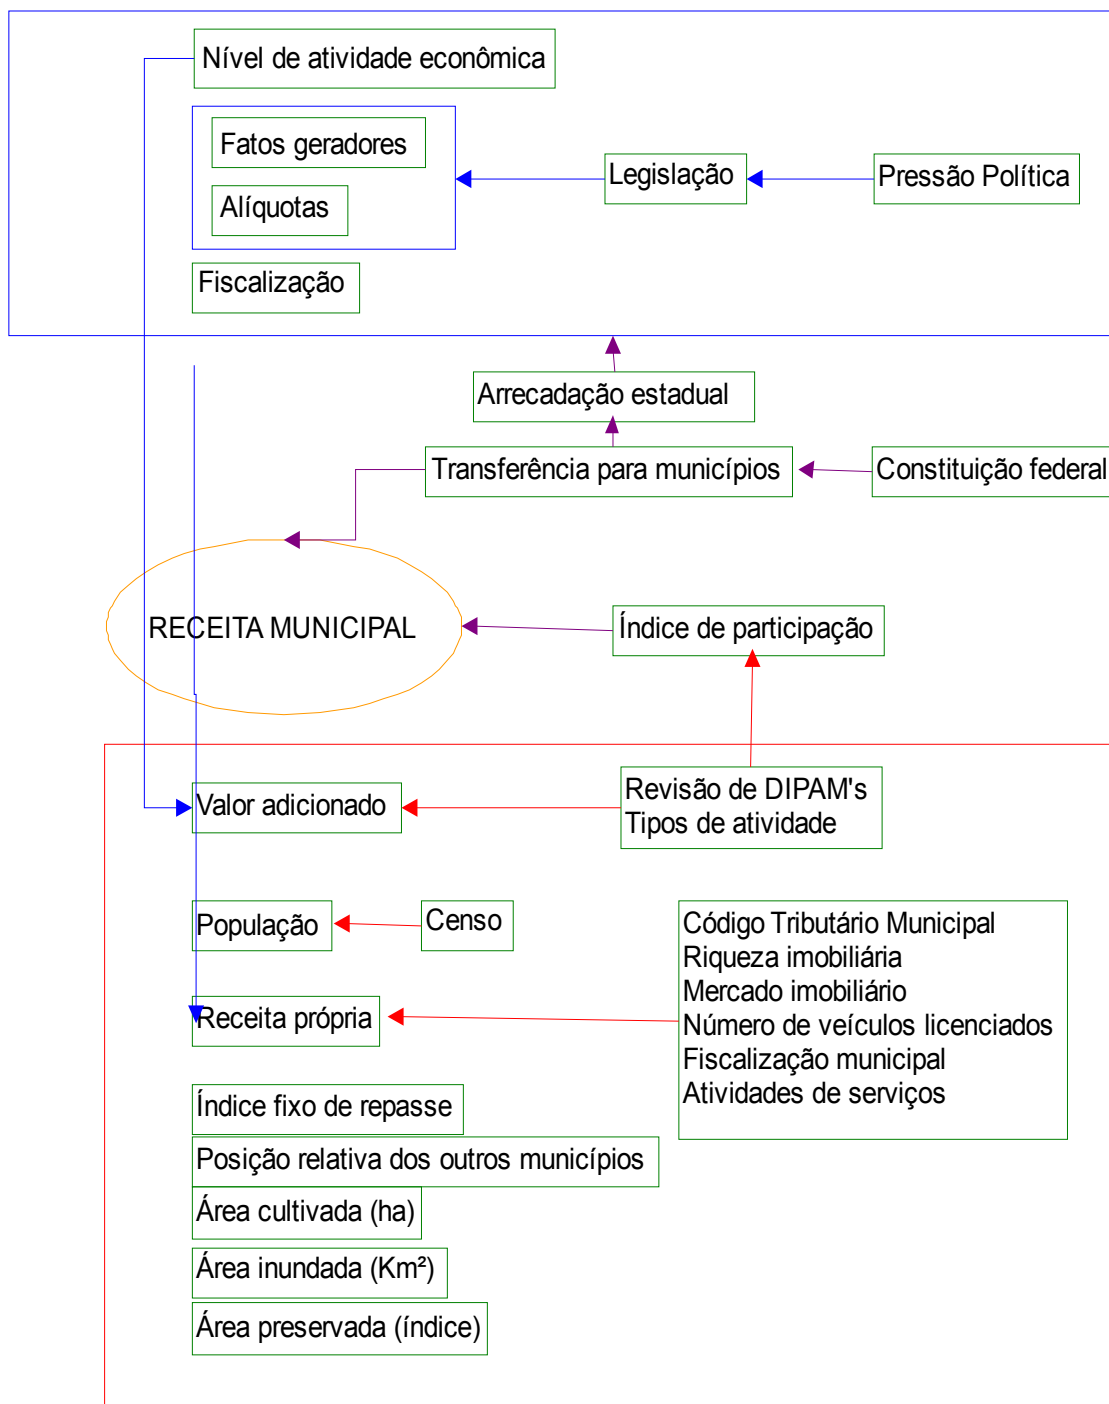 Nível de atividade econômica
Fatos geradores
Alíquotas
Legislação
Pressão Política
Fiscalização
Arrecadação estadual
Transferência para municípios
Constituição federal
RECEITA MUNICIPAL
Índice de participação
Valor adicionado
Revisão de DIPAM's
Tipos de atividade
População
Censo
Código Tributário Municipal
Riqueza imobiliária
Mercado imobiliário
Número de veículos licenciados
Fiscalização municipal
Atividades de serviços
Receita própria
Índice fixo de repasse
Posição relativa dos outros municípios
Área cultivada (ha)
Área inundada (Km²)
Área preservada (índice)